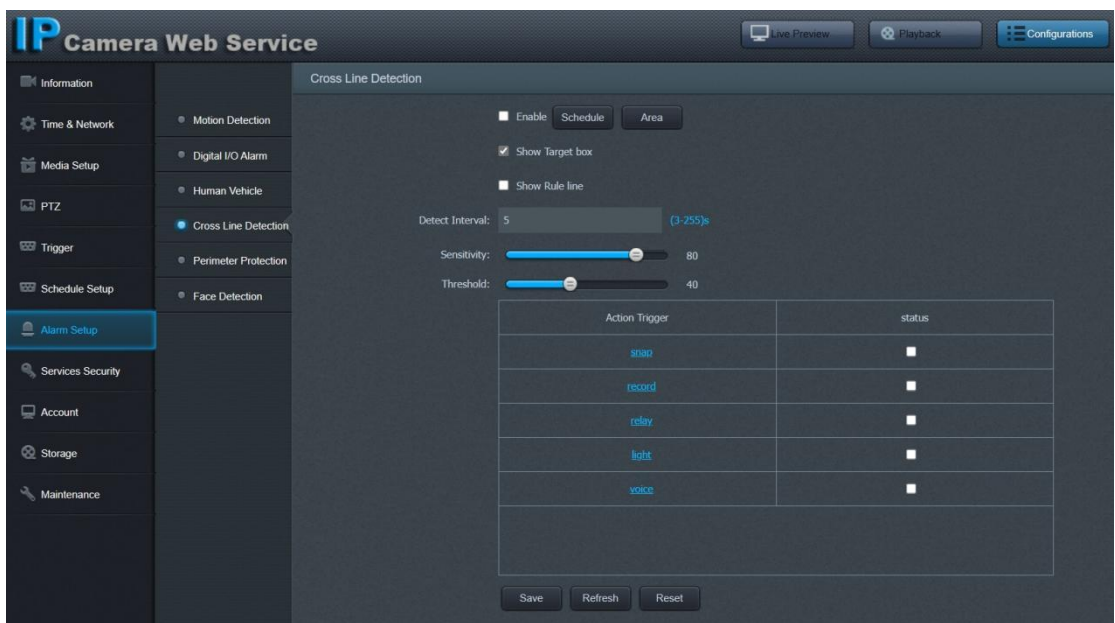 IP Camera Web Service
Live Preview
Playback
Configurations
Information
Time & Network
Media Setup
PTZ
Trigger
Schedule Setup
Alarm Setup
Services Security
Account
Storage
Maintenance
Motion Detection
Digital I/O Alarm
Human Vehicle
Cross Line Detection
Perimeter Protection
Face Detection
Cross Line Detection
Enable Schedule Area
Show Target box
Show Rule line
Detect Interval: 5 (3-255)s
Sensitivity: 80
Threshold: 40
Action Trigger status
snap
record
relay
light
voice
Save Refresh Reset